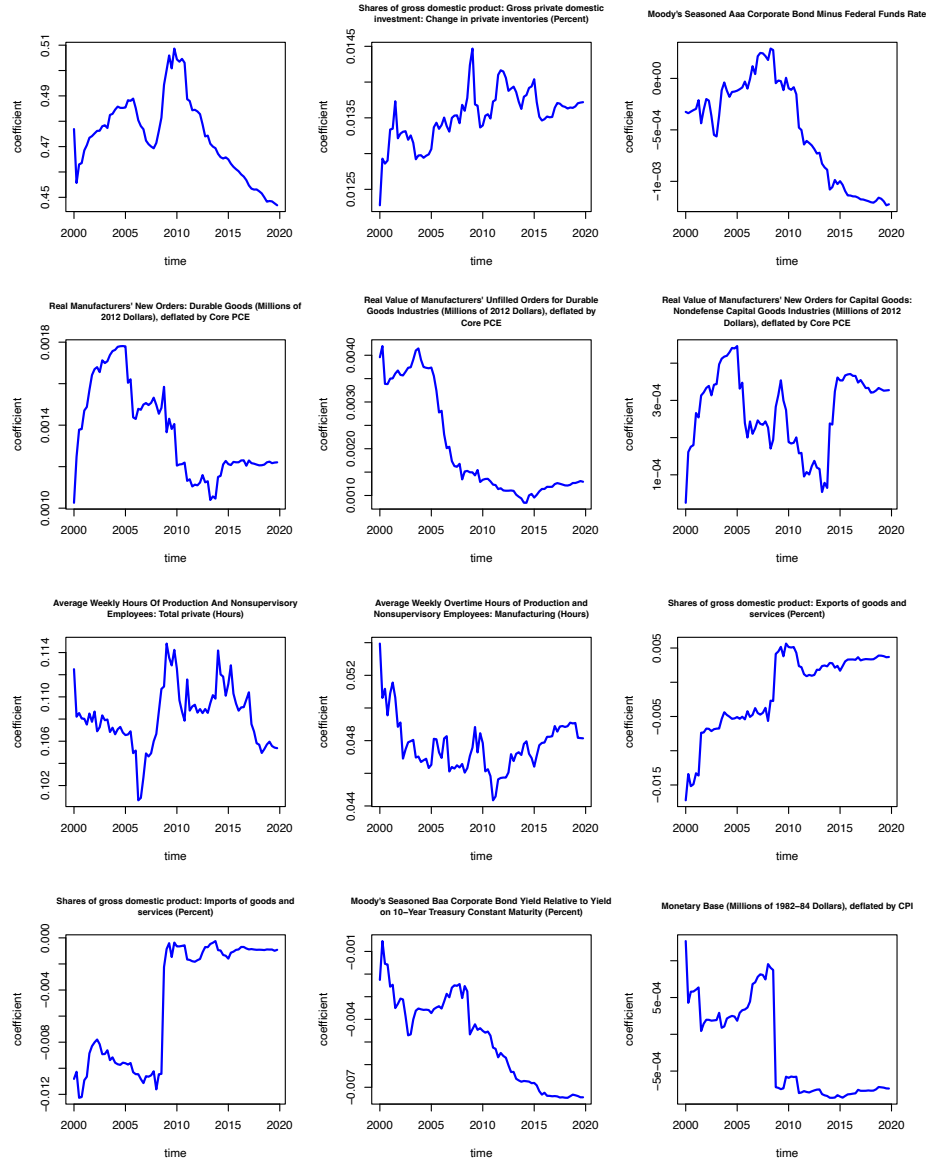 Shares of gross domestic product: Gross private domestic
investment: Change in private inventories (Percent)
Moody's Seasoned Aaa Corporate Bond Minus Federal Funds Rate
coefficient
0.45
0.47
0.49
0.51
2000 2005 2010 2015 2020
time
coefficient
0.0125
0.0135
0.0145
2000 2005 2010 2015 2020
time
coefficient
−1e−03
−5e−04
0e+00
2000 2005 2010 2015 2020
time
Real Manufacturers' New Orders: Durable Goods (Millions of
2012 Dollars), deflated by Core PCE
coefficient
0.0010
0.0014
0.0018
2000 2005 2010 2015 2020
time
Real Value of Manufacturers' Unfilled Orders for Durable
Goods Industries (Millions of 2012 Dollars), deflated by
Core PCE
coefficient
0.0010
0.0020
0.0030
0.0040
2000 2005 2010 2015 2020
time
Real Value of Manufacturers' New Orders for Capital Goods:
Nondefense Capital Goods Industries (Millions of 2012
Dollars), deflated by Core PCE
coefficient
1e−04
3e−04
2000 2005 2010 2015 2020
time
Average Weekly Hours Of Production And Nonsupervisory
Employees: Total private (Hours)
coefficient
0.102
0.106
0.110
0.114
2000 2005 2010 2015 2020
time
Average Weekly Overtime Hours of Production and
Nonsupervisory Employees: Manufacturing (Hours)
coefficient
0.044
0.048
0.052
2000 2005 2010 2015 2020
time
Shares of gross domestic product: Exports of goods and
services (Percent)
coefficient
−0.015
−0.005
0.005
2000 2005 2010 2015 2020
time
Shares of gross domestic product: Imports of goods and
services (Percent)
coefficient
−0.012
−0.008
−0.004
0.000
2000 2005 2010 2015 2020
time
Moody's Seasoned Baa Corporate Bond Yield Relative to Yield
on 10−Year Treasury Constant Maturity (Percent)
coefficient
−0.007
−0.004
−0.001
2000 2005 2010 2015 2020
time
Monetary Base (Millions of 1982−84 Dollars), deflated by CPI
coefficient
−5e−04
5e−04
2000 2005 2010 2015 2020
time